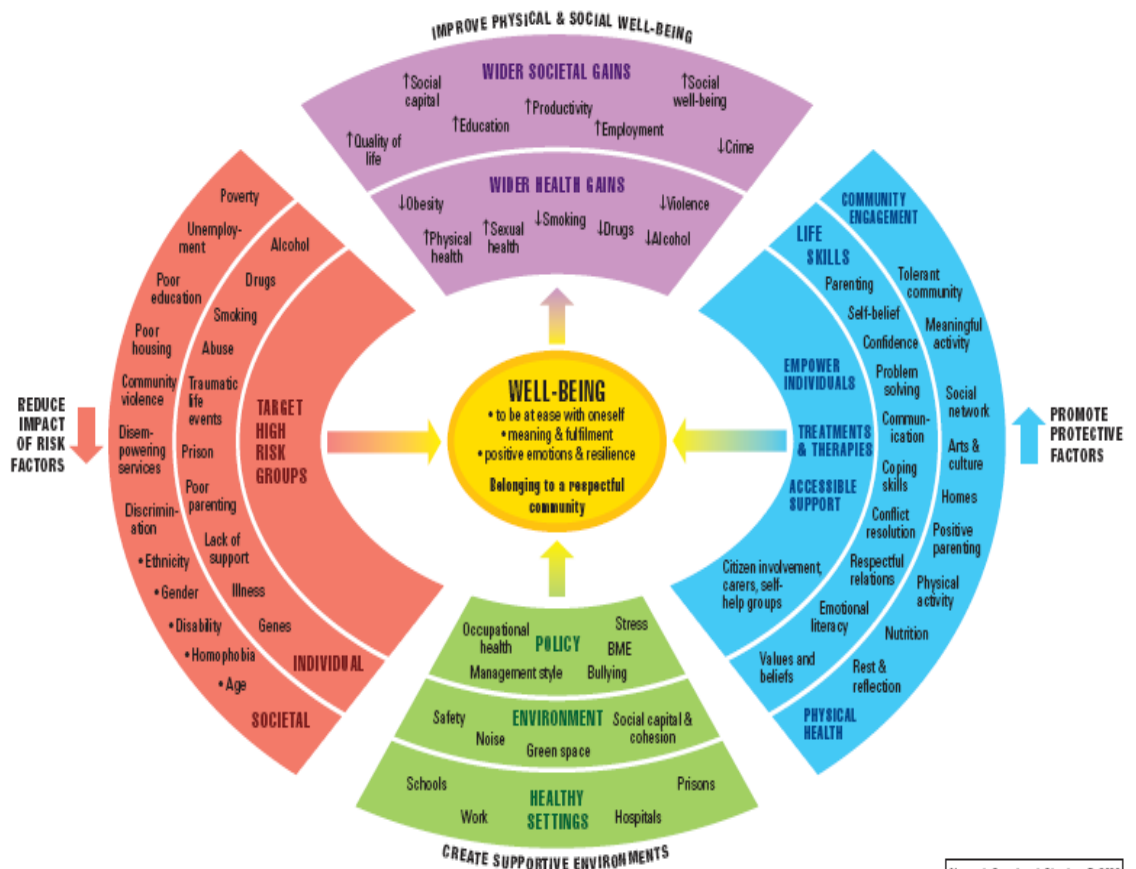 IMPROVE PHYSICAL & SOCIAL WELL-BEING
WIDER SOCIETAL GAINS
↑Social
capital
↑Social
well-being
↑Productivity
↑Education
↑Employment
↑Quality of
life
↓Crime
WIDER HEALTH GAINS
↓Obesity
↓Violence
↓Smoking
↑Sexual
health
↓Drugs
↑Physical
health
↓Alcohol
REDUCE
IMPACT
OF RISK
FACTORS
Poverty
Unemploy-
ment
Poor
education
Poor
housing
Community
violence
Disem-
powering
services
Discrimin-
ation
• Ethnicity
• Gender
• Disability
• Homophobia
• Age
SOCIETAL
Alcohol
Drugs
Smoking
Abuse
Traumatic
life
events
Prison
Poor
parenting
Lack of
support
Illness
Genes
INDIVIDUAL
TARGET
HIGH
RISK
GROUPS
WELL-BEING
• to be at ease with oneself
• meaning & fulfilment
• positive emotions & resilience
Belonging to a respectful
community
EMPOWER
INDIVIDUALS
TREATMENTS
& THERAPIES
ACCESSIBLE
SUPPORT
Citizen involvement,
carers, self-
help groups
LIFE
SKILLS
Parenting
Self-belief
Confidence
Problem
solving
Commun-
ication
Coping
skills
Conflict
resolution
Respectful
relations
Emotional
literacy
Values and
beliefs
COMMUNITY
ENGAGEMENT
Tolerant
community
Meaningful
activity
Social
network
Arts &
culture
Homes
Positive
parenting
Physical
activity
Nutrition
Rest &
reflection
PHYSICAL
HEALTH
PROMOTE
PROTECTIVE
FACTORS
Occupational
health
POLICY
Stress
BME
Management style
Bullying
Safety
ENVIRONMENT
Social capital &
cohesion
Noise
Green space
Schools
Prisons
HEALTHY
SETTINGS
Work
Hospitals
CREATE SUPPORTIVE ENVIRONMENTS